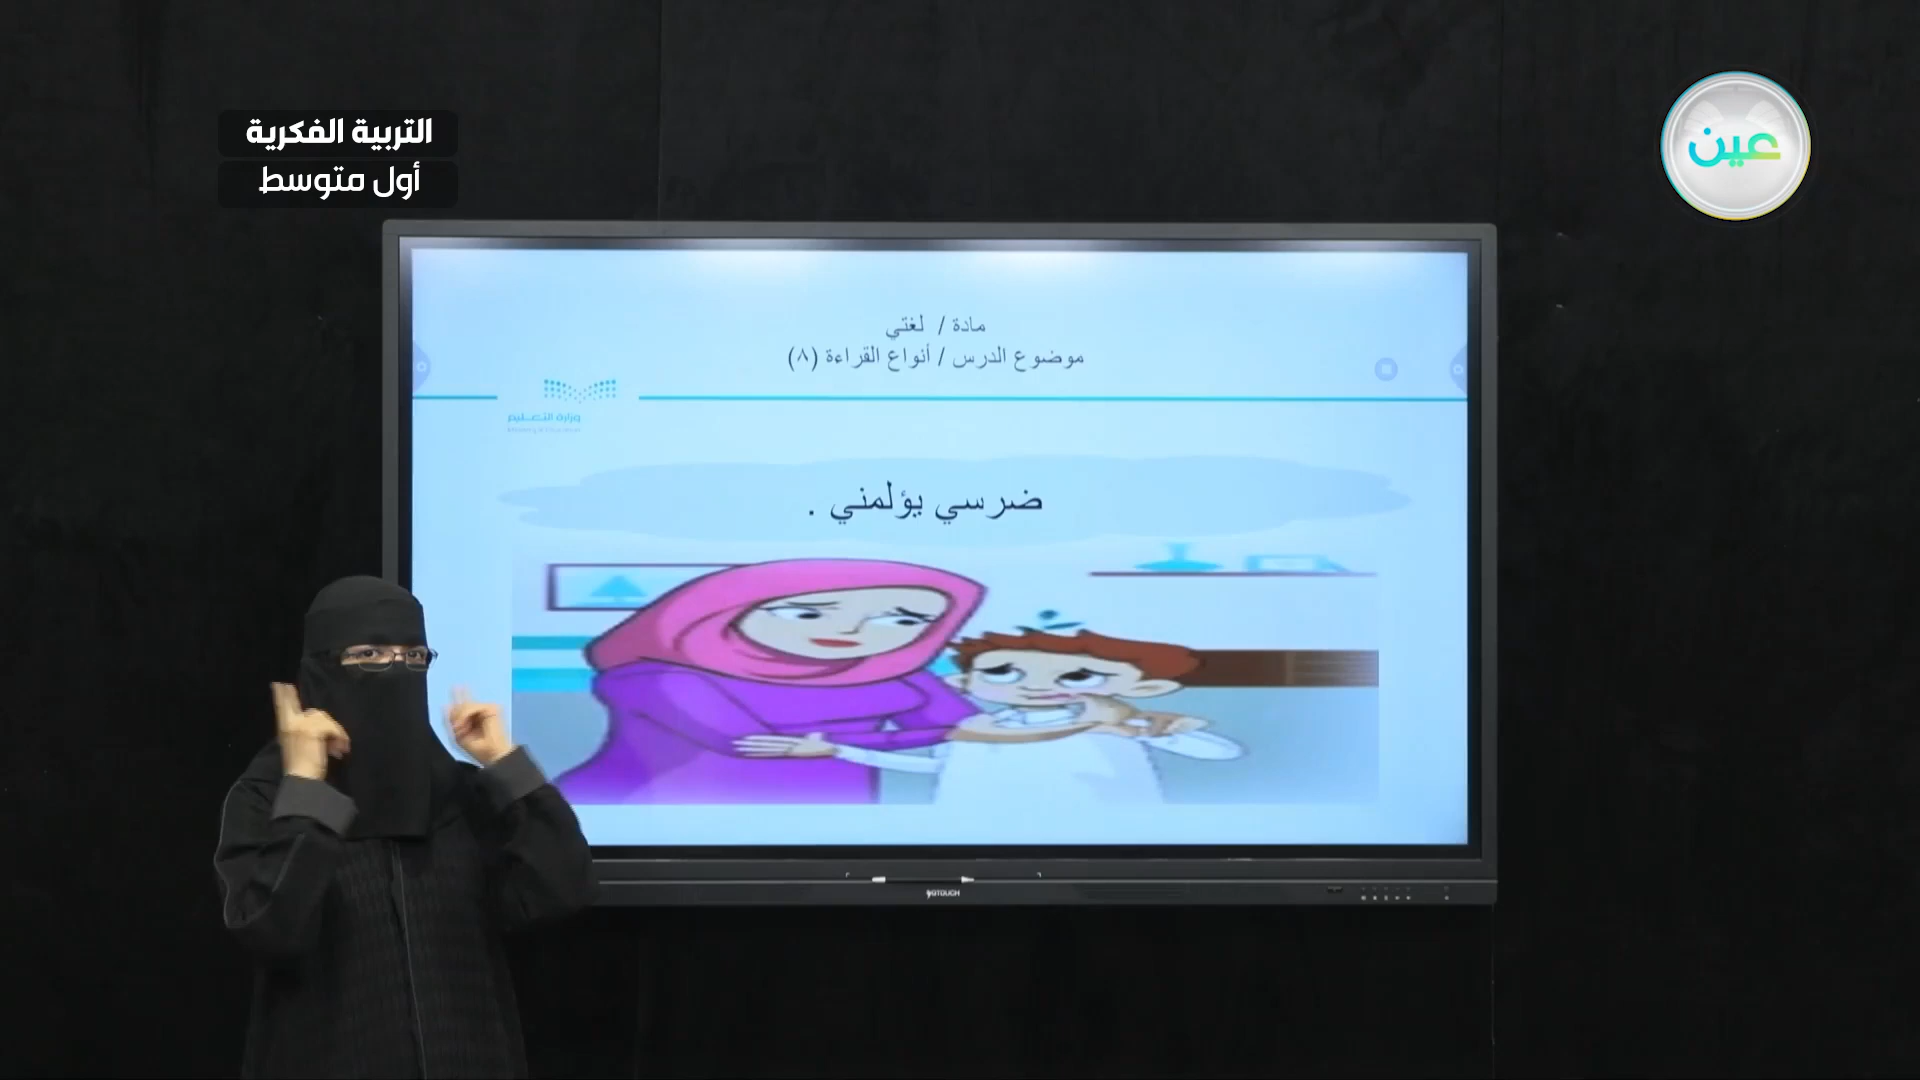 التربية الفكرية
أول متوسط
عين
مادة / لغتي
موضوع الدرس / أنواع القراءة (٨)
وزارة التعليم
ضرسي يؤلمني .